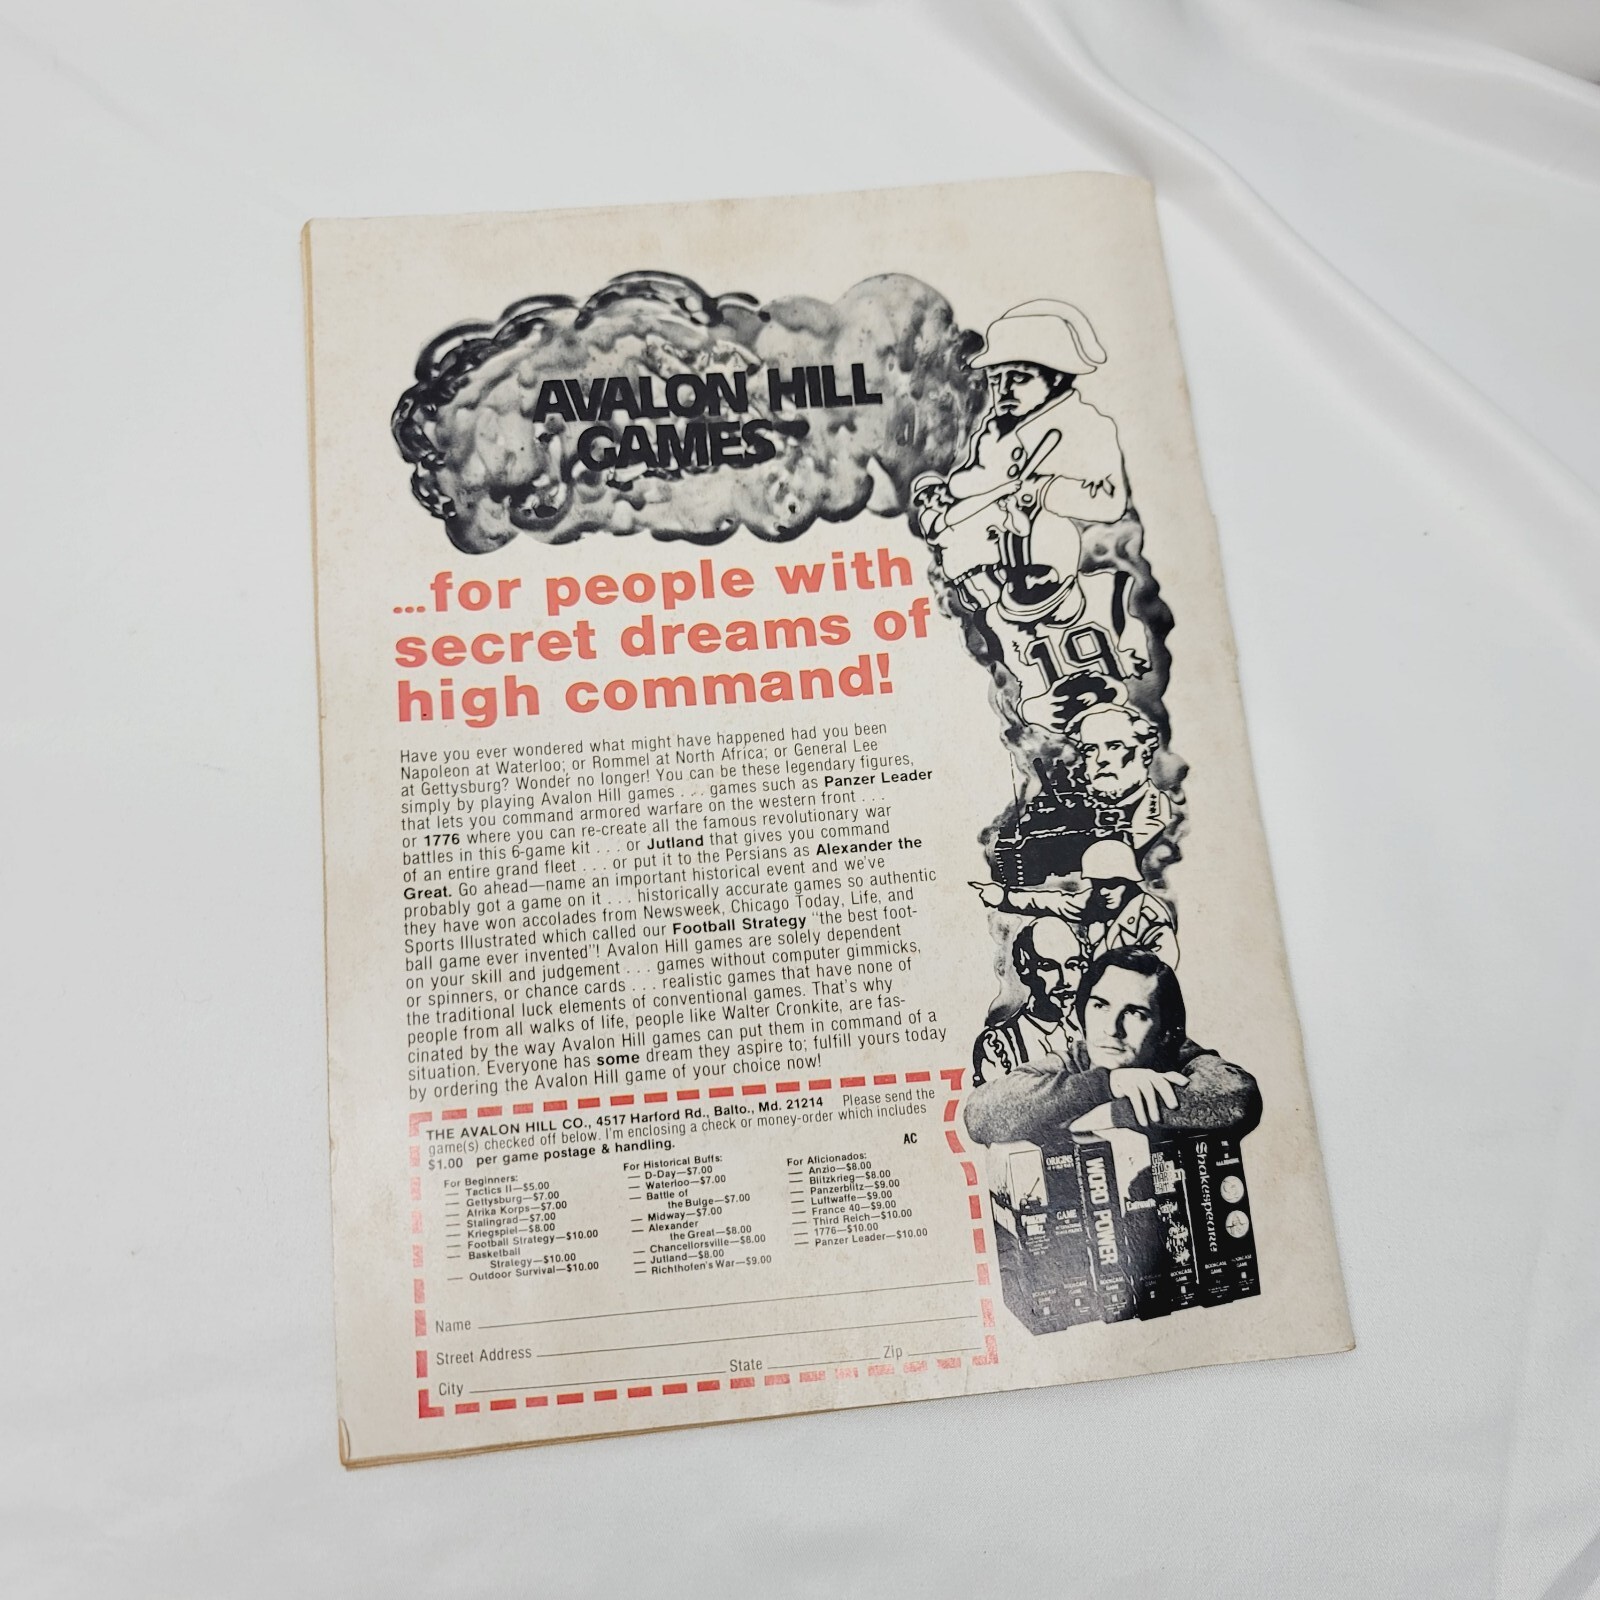 AVALON HILL
GAMES
...for people with
secret dreams of
high command!
Have you ever wondered what might have happened had you been
Napoleon at Waterloo; or Rommel at North Africa; or General Lee
at Gettysburg? Wonder no longer! You can be these legendary figures,
simply by playing Avalon Hill games . . . games such as Panzer Leader
that lets you command armored warfare on the western front . . .
or 1776 where you can re-create all the famous revolutionary war
battles in this 6-game kit . . . or Jutland that gives you command
of an entire grand fleet . . . or put it to the Persians as Alexander the
Great. Go ahead—name an important historical event and we've
probably got a game on it . . . historically accurate games so authentic
they have won accolades from Newsweek, Chicago Today, Life, and
Sports Illustrated which called our Football Strategy "the best foot-
ball game ever invented"! Avalon Hill games are solely dependent
on your skill and judgement . . . games without computer gimmicks,
or spinners, or chance cards . . . realistic games that have none of
the traditional luck elements of conventional games. That's why
people from all walks of life, people like Walter Cronkite, are fas-
cinated by the way Avalon Hill games can put them in command of a
situation. Everyone has some dream they aspire to; fulfill yours today
by ordering the Avalon Hill game of your choice now!
THE AVALON HILL CO., 4517 Harford Rd., Balto., Md. 21214 Please send the
game(s) checked off below. I'm enclosing a check or money-order which includes
$1.00 per game postage & handling.
AC
For Beginners:
— Tactics II—$5.00
— Gettysburg—$7.00
— Afrika Korps—$7.00
— Stalingrad—$7.00
— Kriegspiel—$8.00
— Football Strategy—$10.00
— Basketball
Strategy—$10.00
— Outdoor Survival—$10.00
For Historical Buffs:
— D-Day—$7.00
— Waterloo—$7.00
— Battle of
the Bulge—$7.00
— Midway—$7.00
— Alexander
the Great—$8.00
— Chancellorsville—$8.00
— Jutland—$8.00
— Richthofen's War—$9.00
For Aficionados:
— Anzio—$8.00
— Blitzkrieg—$8.00
— Panzerblitz—$9.00
— Luftwaffe—$9.00
— France 40—$9.00
— Third Reich—$10.00
— 1776—$10.00
— Panzer Leader—$10.00
Name
Street Address
City State Zip
19
ORIGINS
GAME
WORD POWER
Shakespeare
BOOKCASE
GAME
BOOKCASE
GAME
BOOKCASE
GAME
BOOKCASE
GAME